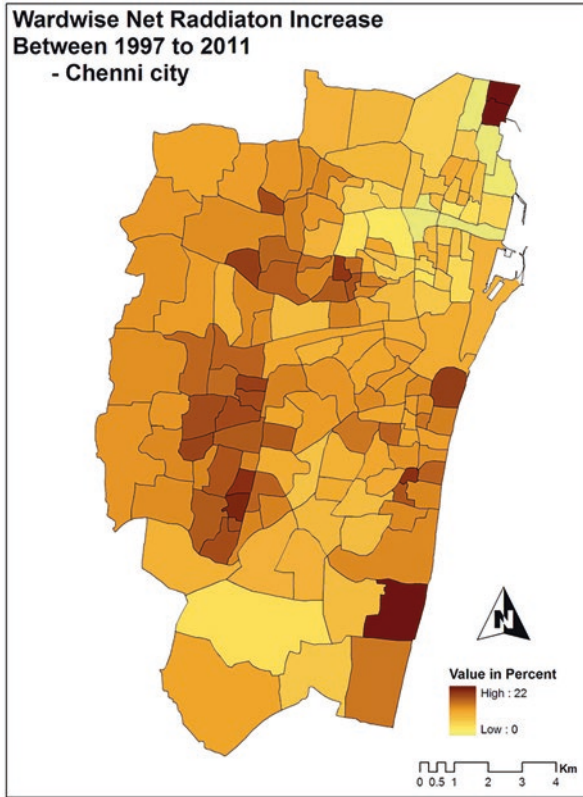 Wardwise Net Raddiaton Increase
Between 1997 to 2011
- Chenni city
N
Value in Percent
High : 22
Low : 0
Km
0 0.5 1 2 3 4